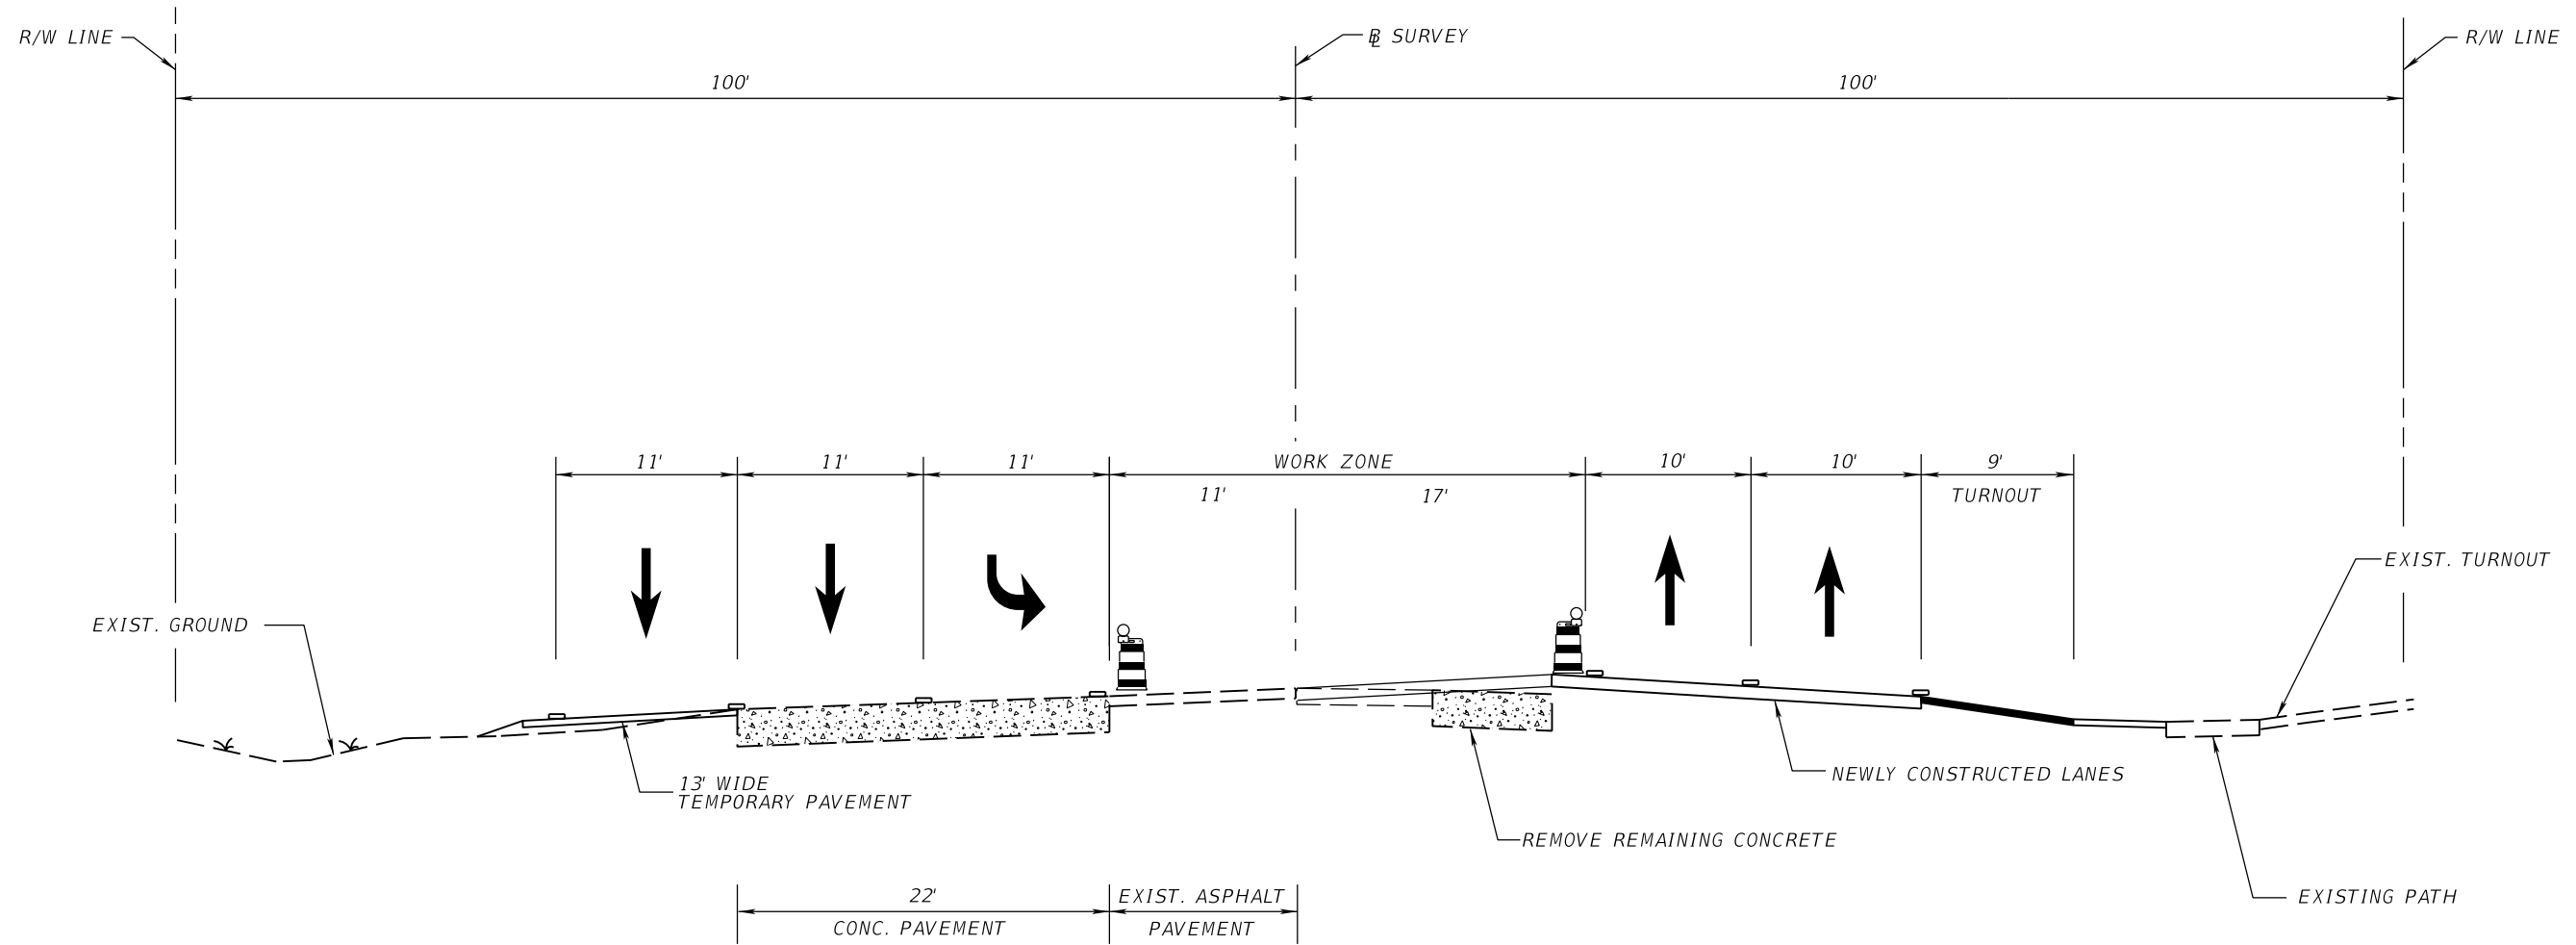 R/W LINE
BL SURVEY
R/W LINE
100'
100'
11'
11'
11'
WORK ZONE
10'
10'
9'
11'
17'
TURNOUT
EXIST. TURNOUT
EXIST. GROUND
13' WIDE
TEMPORARY PAVEMENT
NEWLY CONSTRUCTED LANES
REMOVE REMAINING CONCRETE
22'
EXIST. ASPHALT
EXISTING PATH
CONC. PAVEMENT
PAVEMENT